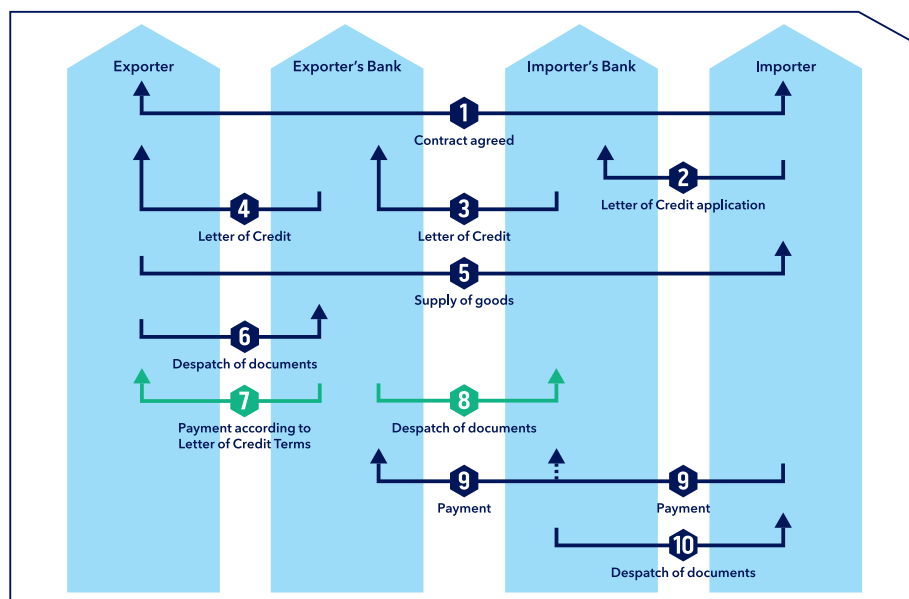 Exporter
Exporter's Bank
Importer's Bank
Importer
1
Contract agreed
2
Letter of Credit application
4
Letter of Credit
3
Letter of Credit
5
Supply of goods
6
Despatch of documents
7
Payment according to
Letter of Credit Terms
8
Despatch of documents
9
Payment
9
Payment
10
Despatch of documents